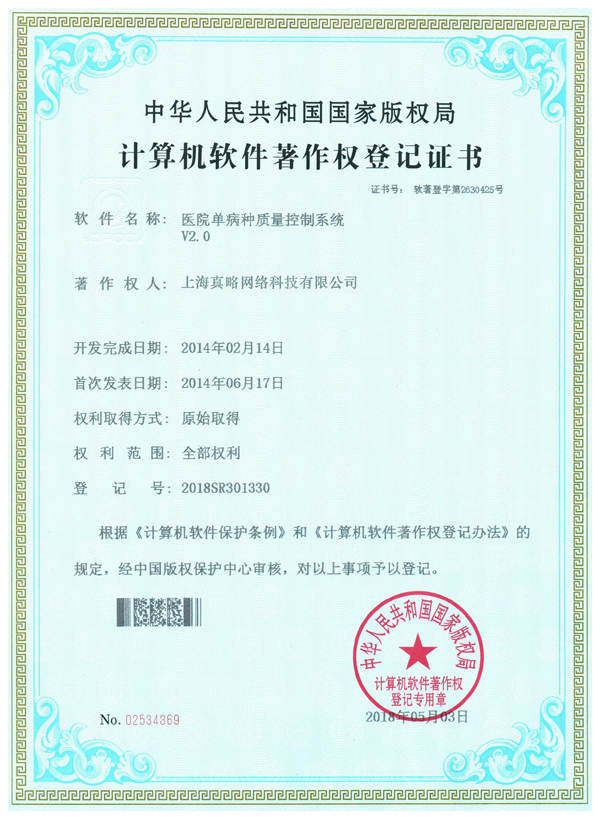 中华人民共和国国家版权局
计算机软件著作权登记证书
证书号: 软著登字第2630425号
软件名称: 医院单病种质量控制系统
V2.0
著作权人: 上海真略网络科技有限公司
开发完成日期: 2014年02月14日
首次发表日期: 2014年06月17日
权利取得方式: 原始取得
权利范围: 全部权利
登记号: 2018SR301330
根据《计算机软件保护条例》和《计算机软件著作权登记办法》的
规定,经中国版权保护中心审核,对以上事项予以登记。
中华人民共和国国家版权局
计算机软件著作权
登记专用章
No. 02534369
2018年05月03日